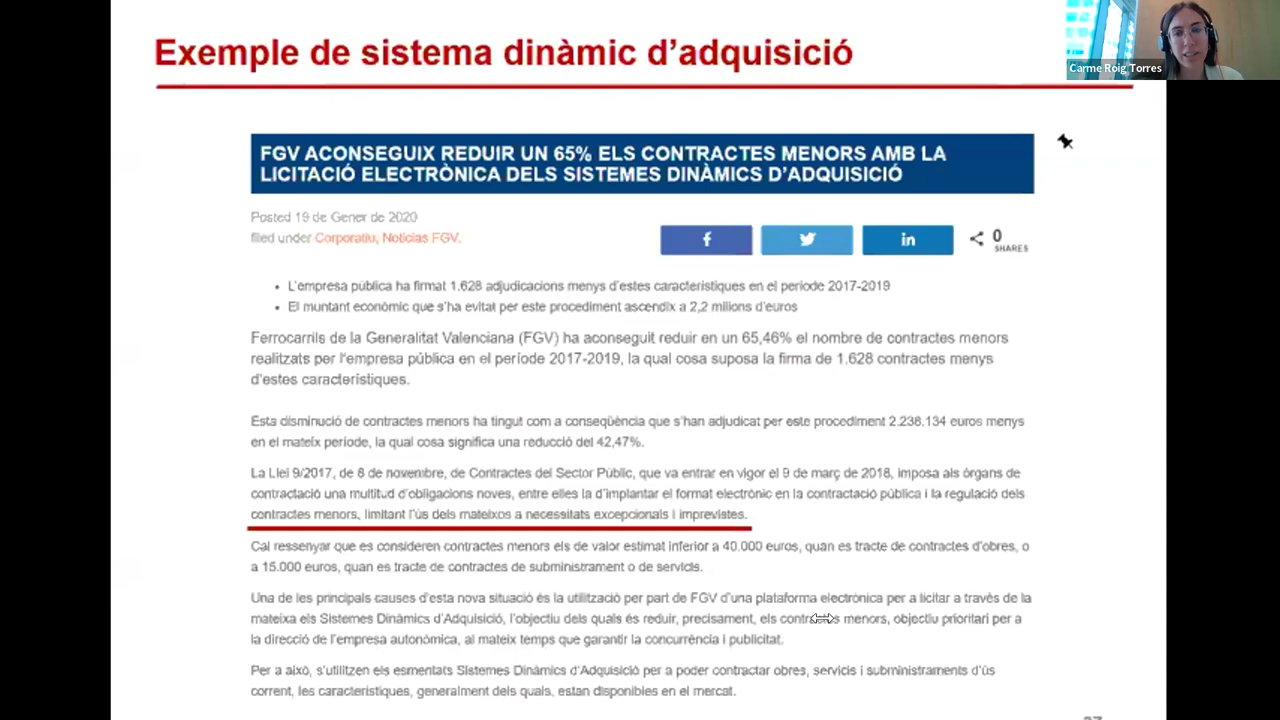 Exemple de sistema dinàmic d'adquisició
Carme Roig Torres
FGV ACONSEGUIX REDUIR UN 65% ELS CONTRACTES MENORS AMB LA
LICITACIÓ ELECTRÒNICA DELS SISTEMES DINÀMICS D'ADQUISICIÓ
Posted 19 de Gener de 2020
filed under Corporatiu, Notícies FGV.
0
SHARES
• L'empresa pública ha firmat 1.628 adjudicacions menys d'estes característiques en el període 2017-2019
• El muntant econòmic que s'ha evitat per este procediment ascendix a 2,2 milions d'euros
Ferrocarrils de la Generalitat Valenciana (FGV) ha aconseguit reduir en un 65,46% el nombre de contractes menors
realitzats per l'empresa pública en el període 2017-2019, la qual cosa suposa la firma de 1.628 contractes menys
d'estes característiques.
Esta disminució de contractes menors ha tingut com a conseqüència que s'han adjudicat per este procediment 2.238.134 euros menys
en el mateix període, la qual cosa significa una reducció del 42,47%.
La Llei 9/2017, de 8 de novembre, de Contractes del Sector Públic, que va entrar en vigor el 9 de març de 2018, imposa als òrgans de
contractació una multitud d'obligacions noves, entre elles la d'implantar el format electrònic en la contractació pública i la regulació dels
contractes menors, limitant l'ús dels mateixos a necessitats excepcionals i imprevistes.
Cal ressenyar que es consideren contractes menors els de valor estimat inferior a 40.000 euros, quan es tracte de contractes d'obres, o
a 15.000 euros, quan es tracte de contractes de subministrament o de servicis.
Una de les principals causes d'esta nova situació és la utilització per part de FGV d'una plataforma electrònica per a licitar a través de la
mateixa els Sistemes Dinàmics d'Adquisició, l'objectiu dels quals és reduir, precisament, els contractes menors, objectiu prioritari per a
la direcció de l'empresa autonòmica, al mateix temps que garantir la concurrència i publicitat.
Per a això, s'utilitzen els esmentats Sistemes Dinàmics d'Adquisició per a poder contractar obres, servicis i subministraments d'ús
corrent, les característiques, generalment dels quals, estan disponibles en el mercat.